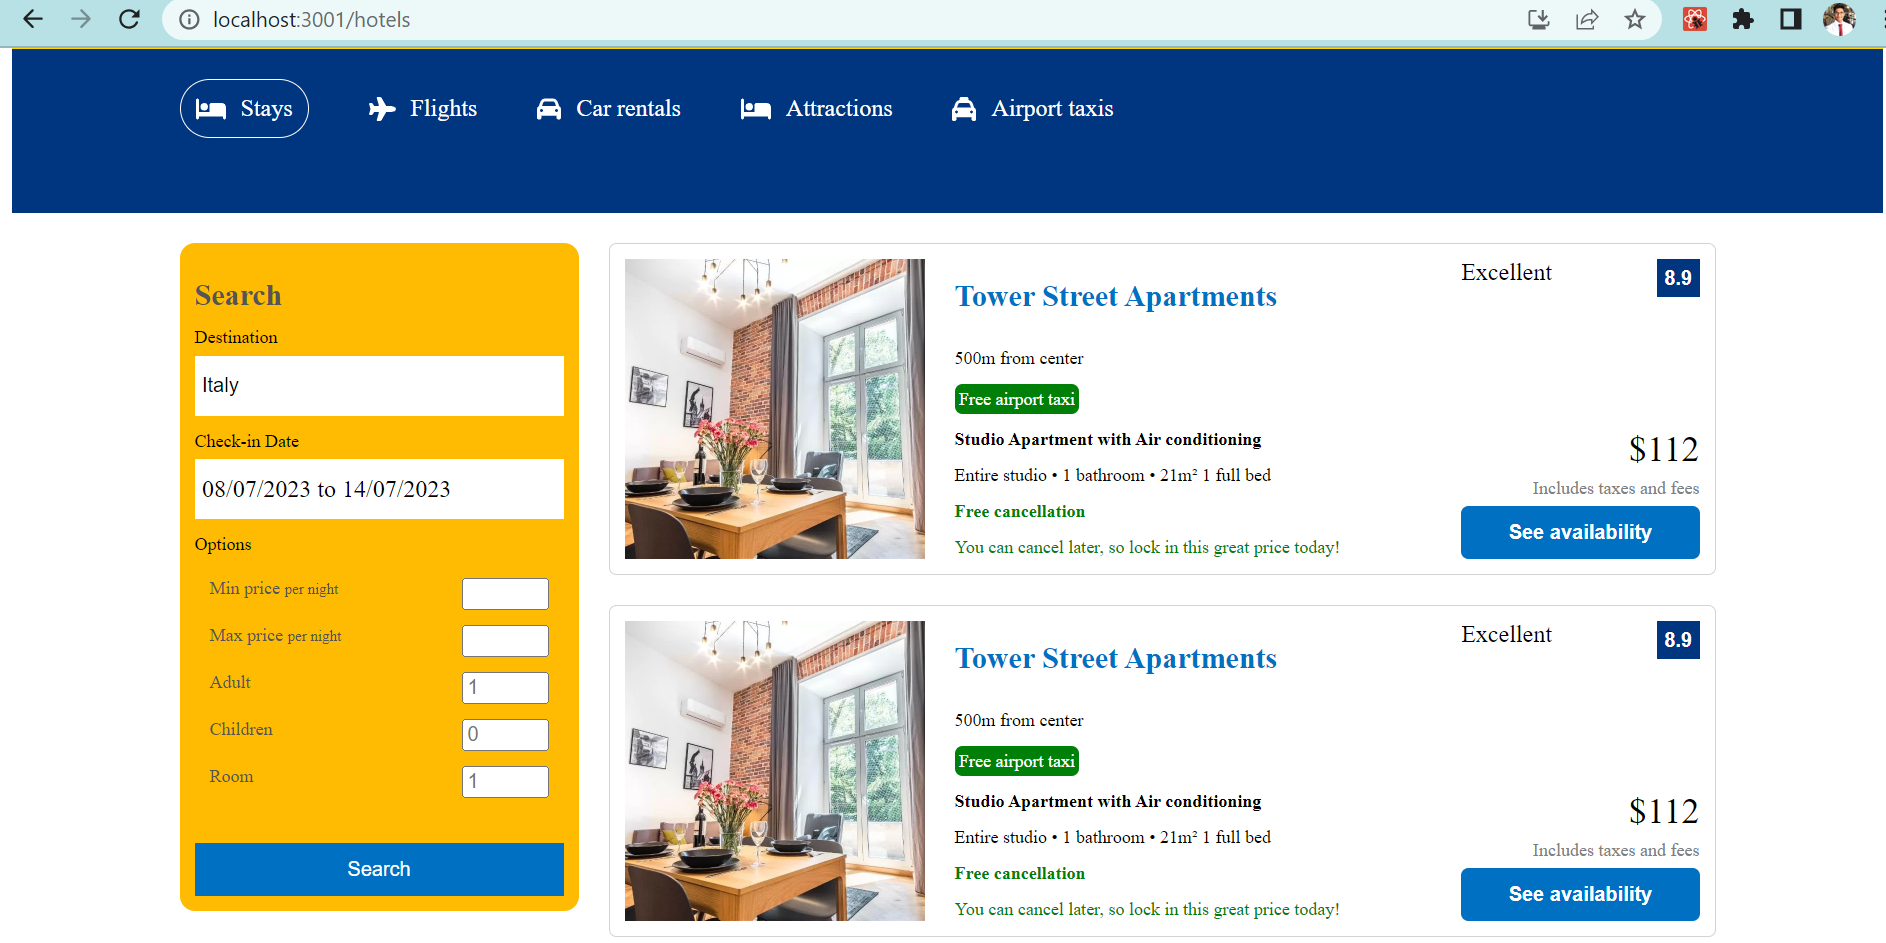 localhost:3001/hotels
Stays Flights Car rentals Attractions Airport taxis
Search
Destination
Italy
Check-in Date
08/07/2023 to 14/07/2023
Options
Min price per night
Max price per night
Adult 1
Children 0
Room 1
Search
Tower Street Apartments
500m from center
Free airport taxi
Studio Apartment with Air conditioning
Entire studio • 1 bathroom • 21m² 1 full bed
Free cancellation
You can cancel later, so lock in this great price today!
Excellent 8.9
$112
Includes taxes and fees
See availability
Tower Street Apartments
500m from center
Free airport taxi
Studio Apartment with Air conditioning
Entire studio • 1 bathroom • 21m² 1 full bed
Free cancellation
You can cancel later, so lock in this great price today!
Excellent 8.9
$112
Includes taxes and fees
See availability